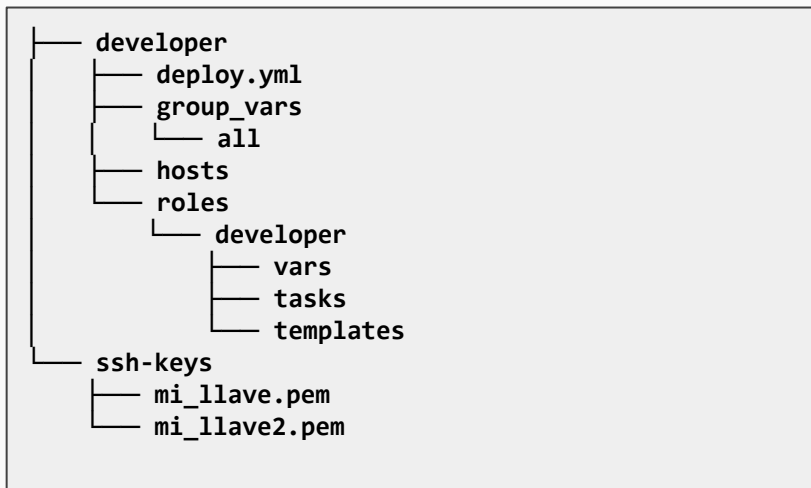 ├── developer
│   ├── deploy.yml
│   ├── group_vars
│   │   └── all
│   ├── hosts
│   └── roles
│       └── developer
│           ├── vars
│           ├── tasks
│           └── templates
└── ssh-keys
    ├── mi_llave.pem
    └── mi_llave2.pem